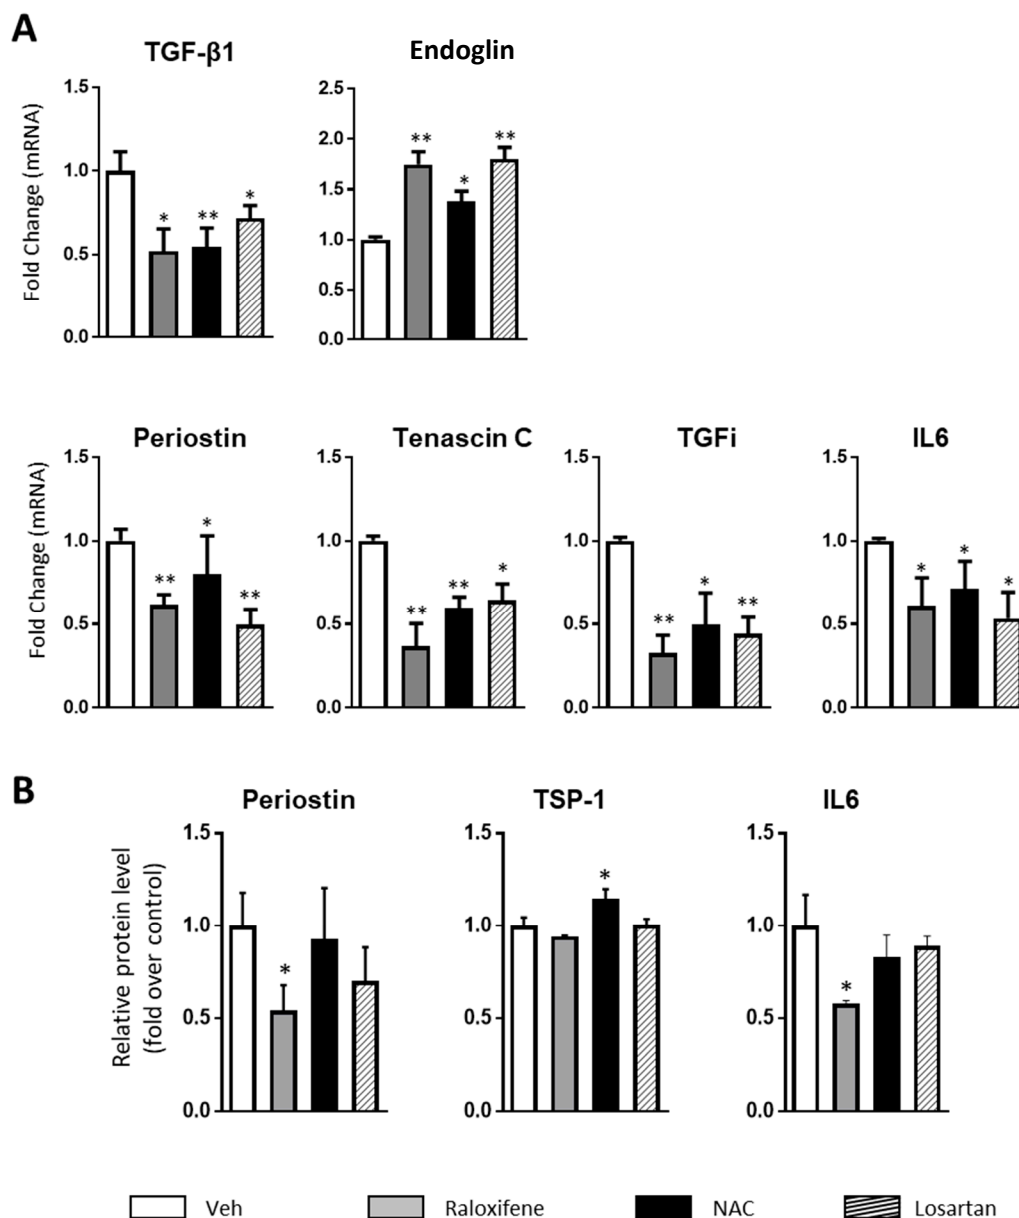 A
TGF-β1 Endoglin
Fold Change (mRNA)
1.5 1.0 0.5 0.0
* ** *
2.5 2.0 1.5 1.0 0.5 0.0
** * **
Periostin Tenascin C TGFi IL6
Fold Change (mRNA)
1.5 1.0 0.5 0.0
** * **
1.5 1.0 0.5 0.0
** ** *
1.5 1.0 0.5 0.0
** * **
1.5 1.0 0.5 0.0
* * *
B
Periostin TSP-1 IL6
Relative protein level
(fold over control)
1.5 1.0 0.5 0.0
*
1.5 1.0 0.5 0.0
*
1.5 1.0 0.5 0.0
*
Veh Raloxifene NAC Losartan